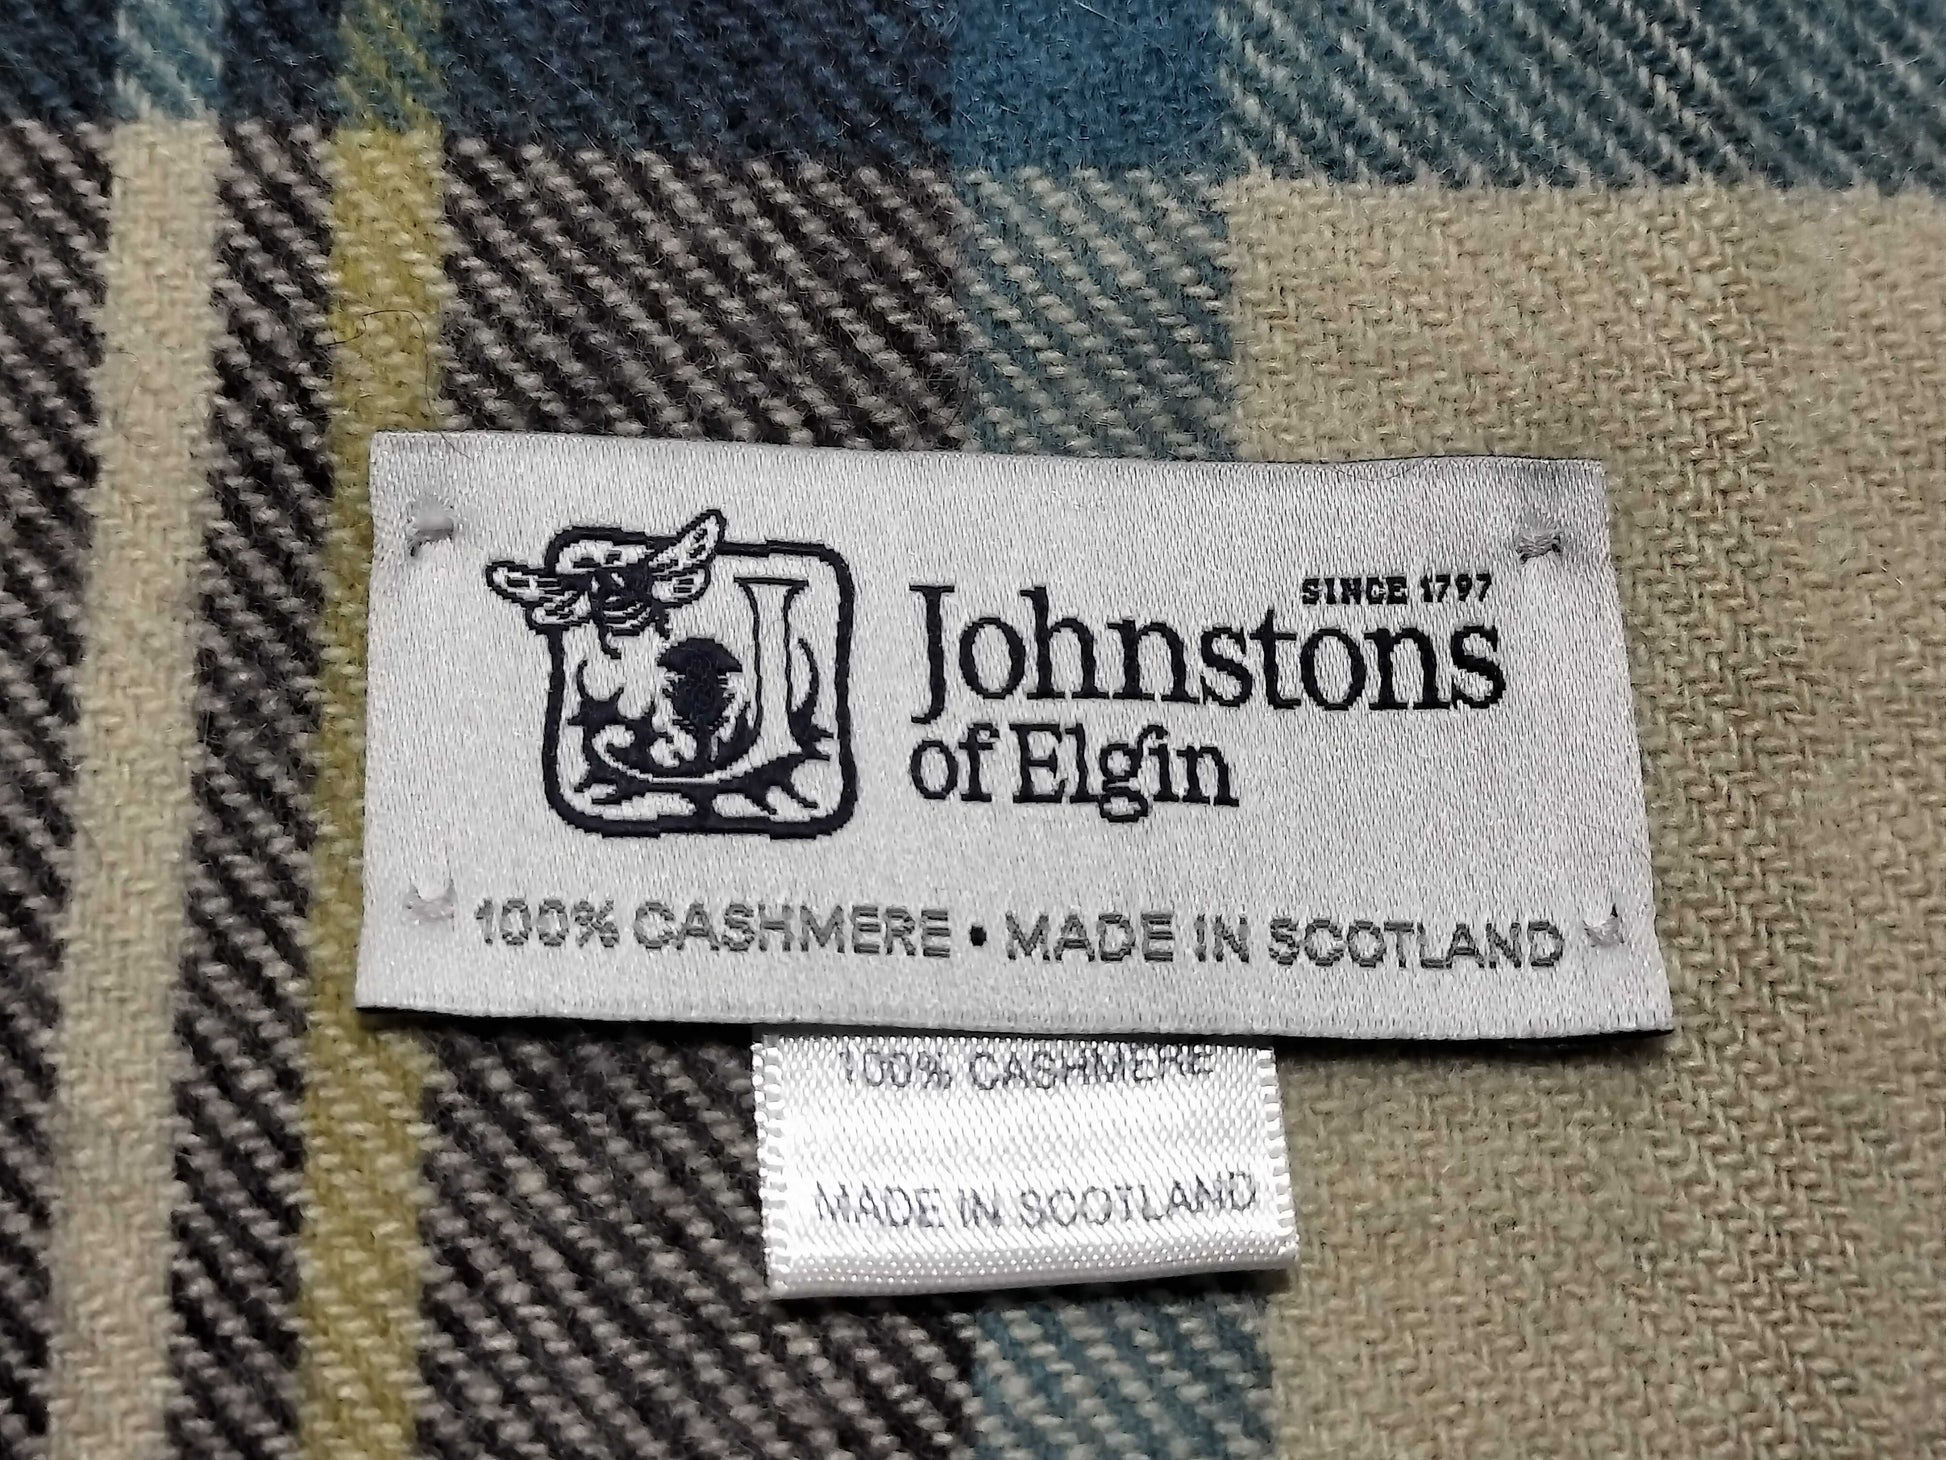 SINCE 1797
Johnstons
of Elgin
100% CASHMERE • MADE IN SCOTLAND
100% CASHMERE
MADE IN SCOTLAND